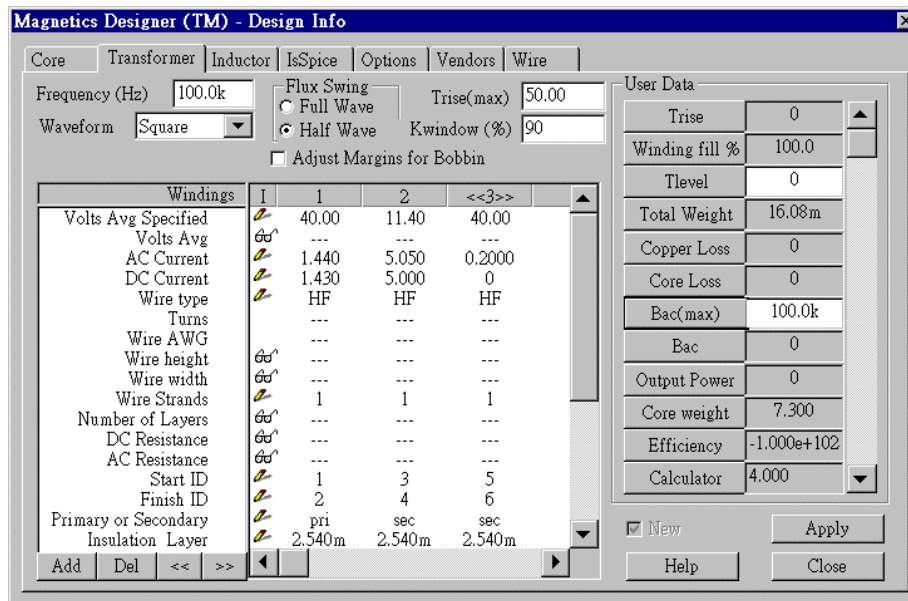 Magnetics Designer (TM) - Design Info
Core Transformer Inductor IsSpice Options Vendors Wire
Frequency (Hz) 100.0k
Waveform Square
Flux Swing
Full Wave
Half Wave
Trise(max) 50.00
Kwindow (%) 90
Adjust Margins for Bobbin
Windings I 1 2 <<3>>
Volts Avg Specified 40.00 11.40 40.00
Volts Avg --- --- ---
AC Current 1.440 5.050 0.2000
DC Current 1.430 5.000 0
Wire type HF HF HF
Turns --- --- ---
Wire AWG --- --- ---
Wire height --- --- ---
Wire width --- --- ---
Wire Strands 1 1 1
Number of Layers --- --- ---
DC Resistance --- --- ---
AC Resistance --- --- ---
Start ID 1 3 5
Finish ID 2 4 6
Primary or Secondary pri sec sec
Insulation Layer 2.540m 2.540m 2.540m
Add Del << >>
User Data
Trise 0
Winding fill % 100.0
Tlevel 0
Total Weight 16.08m
Copper Loss 0
Core Loss 0
Bac(max) 100.0k
Bac 0
Output Power 0
Core weight 7.300
Efficiency -1.000e+102
Calculator 4.000
New Apply
Help Close